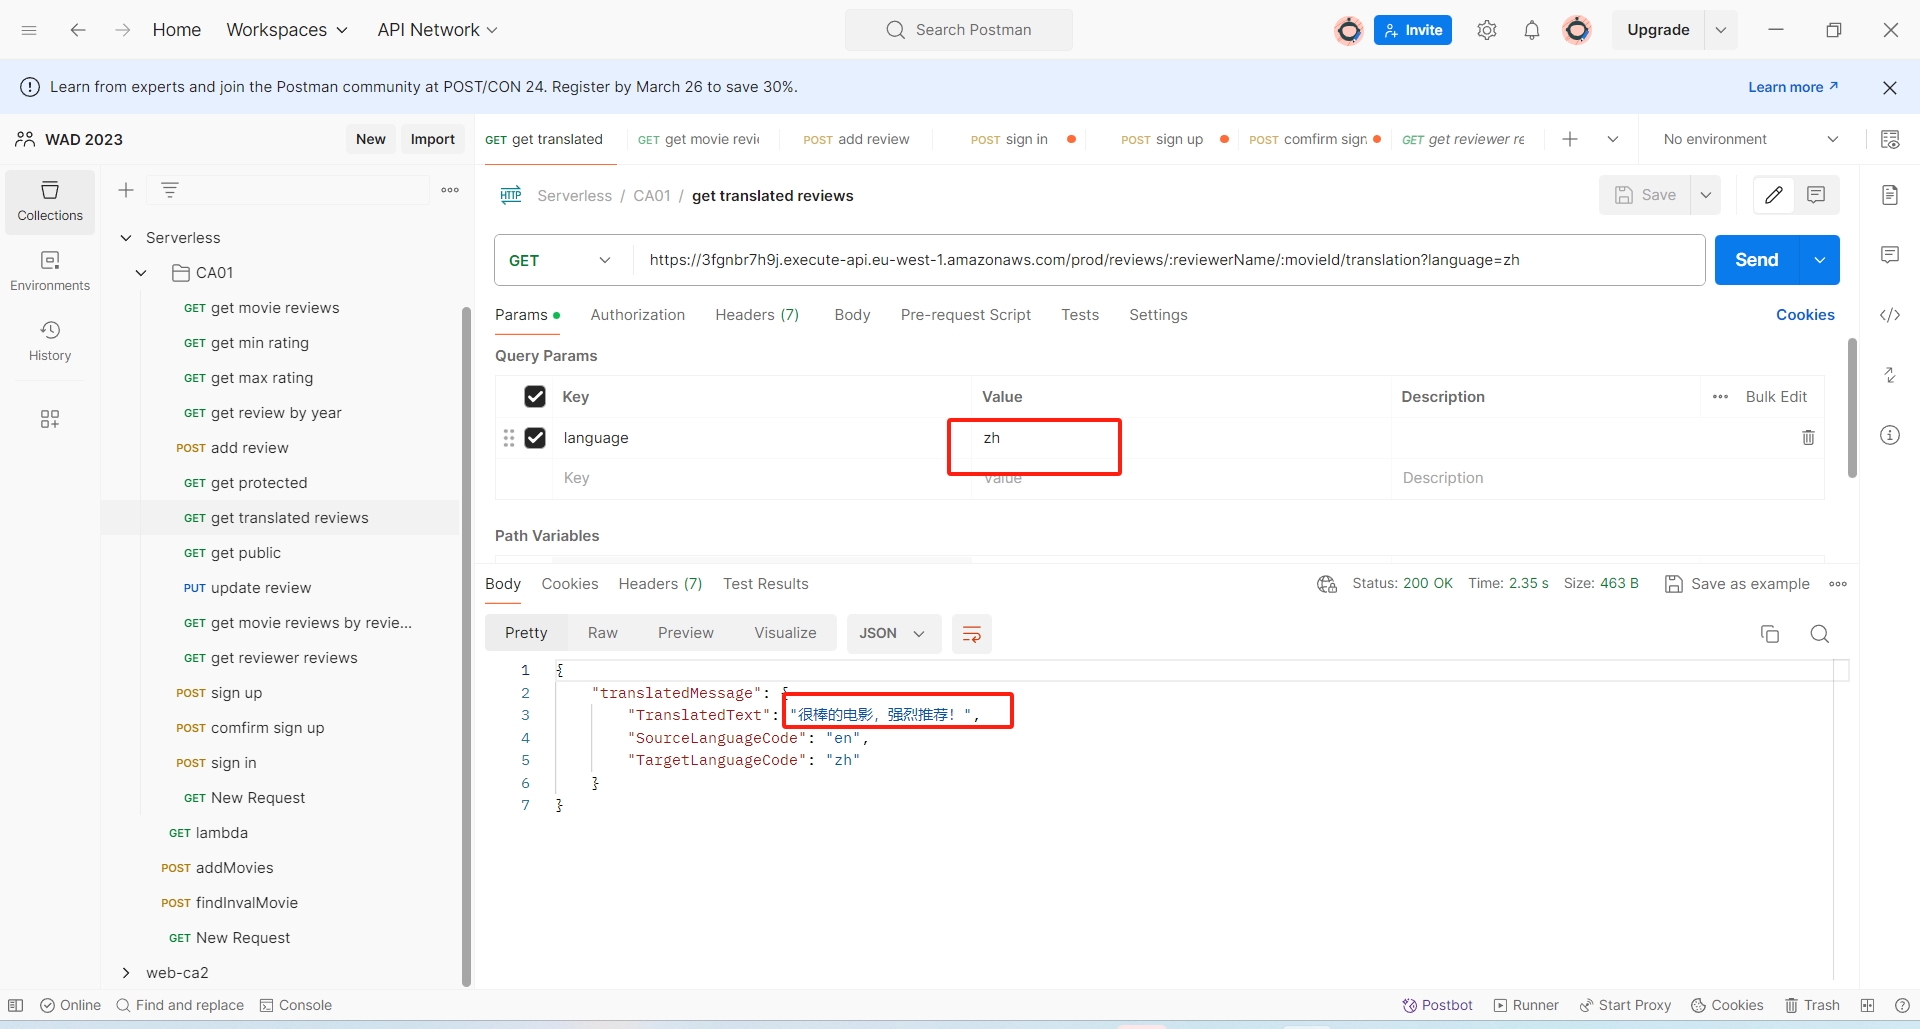 Home Workspaces API Network Search Postman Invite Upgrade
Learn from experts and join the Postman community at POST/CON 24. Register by March 26 to save 30%. Learn more ↗
WAD 2023 New Import GET get translated GET get movie revi POST add review POST sign in POST sign up POST comfirm sign GET get reviewer re No environment
Collections
Environments
History
Serverless
CA01
GET get movie reviews
GET get min rating
GET get max rating
GET get review by year
POST add review
GET get protected
GET get translated reviews
GET get public
PUT update review
GET get movie reviews by revie...
GET get reviewer reviews
POST sign up
POST comfirm sign up
POST sign in
GET New Request
GET lambda
POST addMovies
POST findInvalMovie
GET New Request
web-ca2
HTTP Serverless / CA01 / get translated reviews Save
GET https://3fgnbr7h9j.execute-api.eu-west-1.amazonaws.com/prod/reviews/:reviewerName/:movieId/translation?language=zh Send
Params Authorization Headers (7) Body Pre-request Script Tests Settings Cookies
Query Params
Key Value Description Bulk Edit
language zh
Key Value Description
Path Variables
Body Cookies Headers (7) Test Results Status: 200 OK Time: 2.35 s Size: 463 B Save as example
Pretty Raw Preview Visualize JSON
1 {
2 "translatedMessage": {
3 "TranslatedText": "很棒的电影，强烈推荐！",
4 "SourceLanguageCode": "en",
5 "TargetLanguageCode": "zh"
6 }
7 }
Online Find and replace Console Postbot Runner Start Proxy Cookies Trash